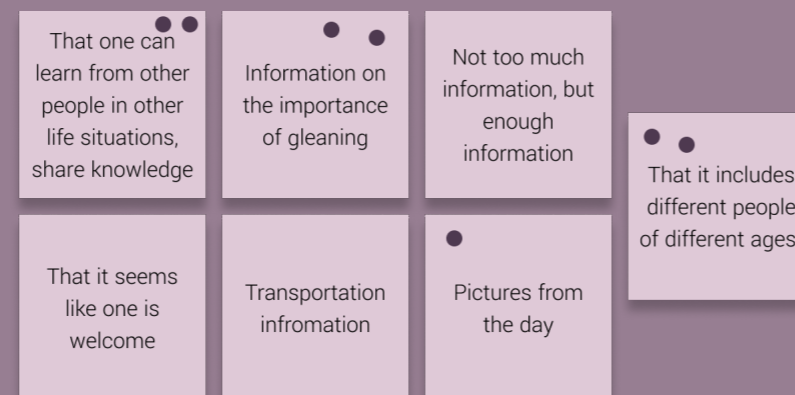 That one can
learn from other
people in other
life situations,
share knowledge
Information on
the importance
of gleaning
Not too much
information, but
enough
information
That it includes
different people
of different ages
That it seems
like one is
welcome
Transportation
infromation
Pictures from
the day